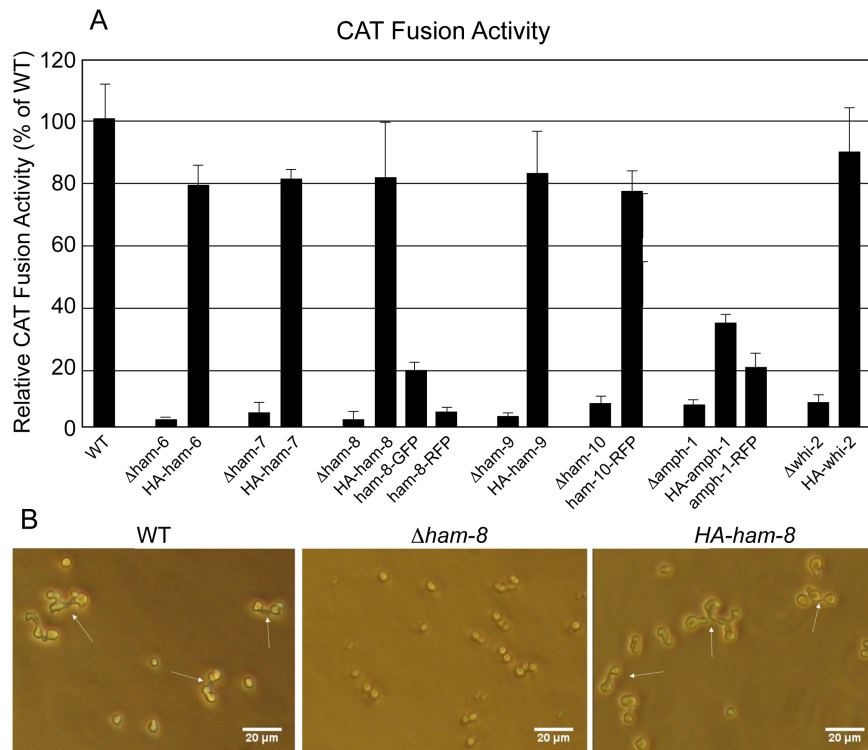 A
CAT Fusion Activity
Relative CAT Fusion Activity (% of WT)
120
100
80
60
40
20
0
WT
Δham-6
HA-ham-6
Δham-7
HA-ham-7
Δham-8
HA-ham-8
ham-8-GFP
ham-8-RFP
Δham-9
HA-ham-9
Δham-10
ham-10-RFP
Δamph-1
HA-amph-1
amph-1-RFP
Δwhi-2
HA-whi-2
B
WT
Δham-8
HA-ham-8
20 µm
20 µm
20 µm